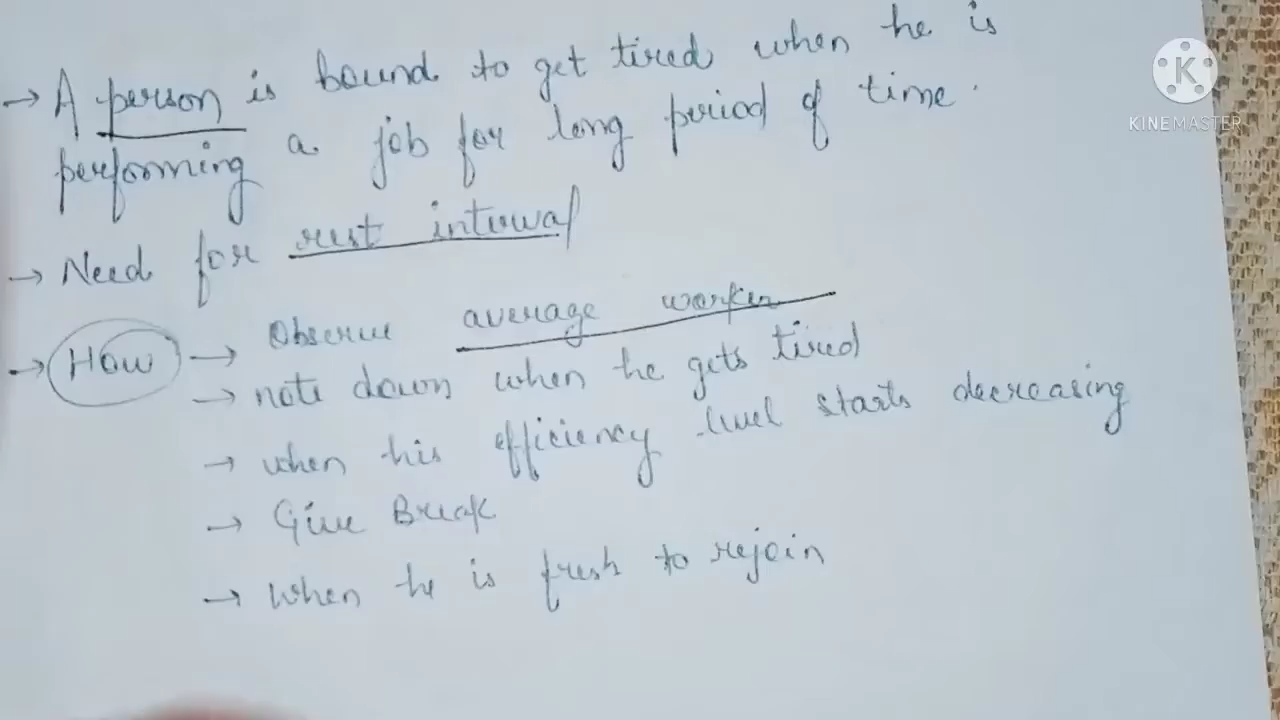 → A person is bound to get tired when he is
performing a job for long period of time.
→ Need for rest interval
→ How → Observe average worker
→ note down when he gets tired
→ when his efficiency level starts decreasing
→ Give Break
→ when he is fresh to rejoin
KINEMASTER